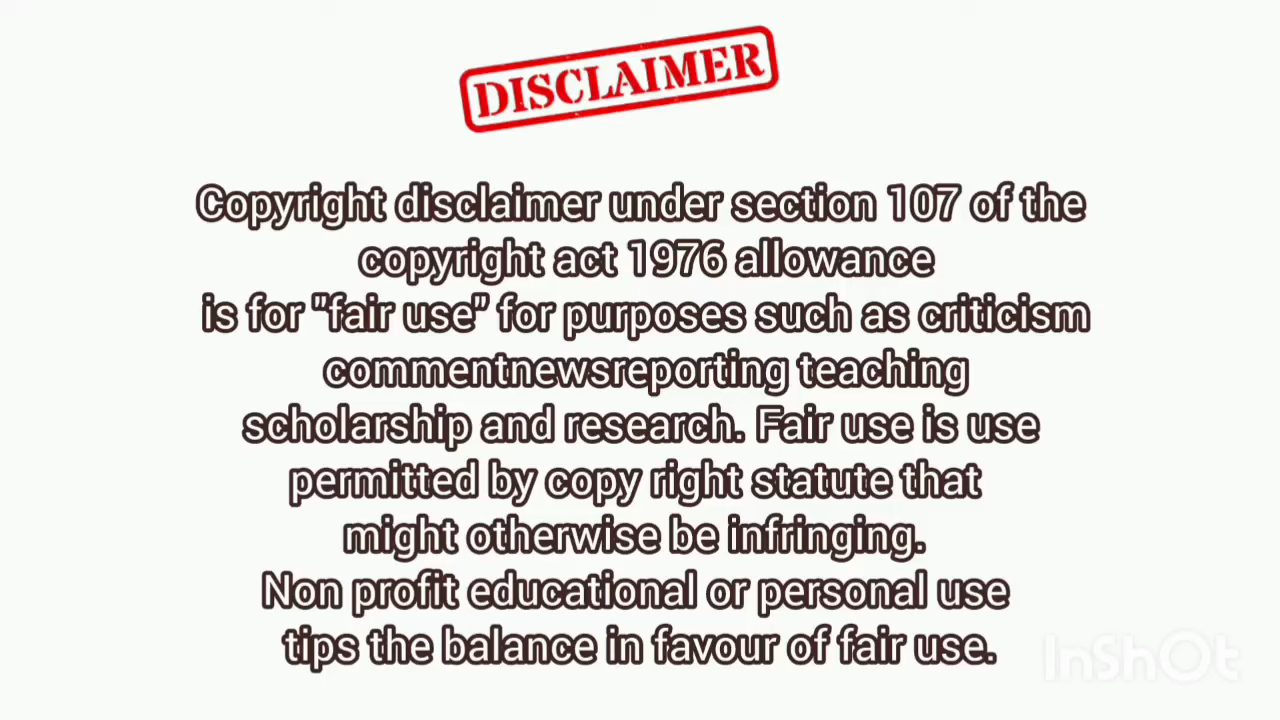 DISCLAIMER
Copyright disclaimer under section 107 of the
copyright act 1976 allowance
is for "fair use" for purposes such as criticism
commentnewsreporting teaching
scholarship and research. Fair use is use
permitted by copy right statute that
might otherwise be infringing.
Non profit educational or personal use
tips the balance in favour of fair use.
InShOt